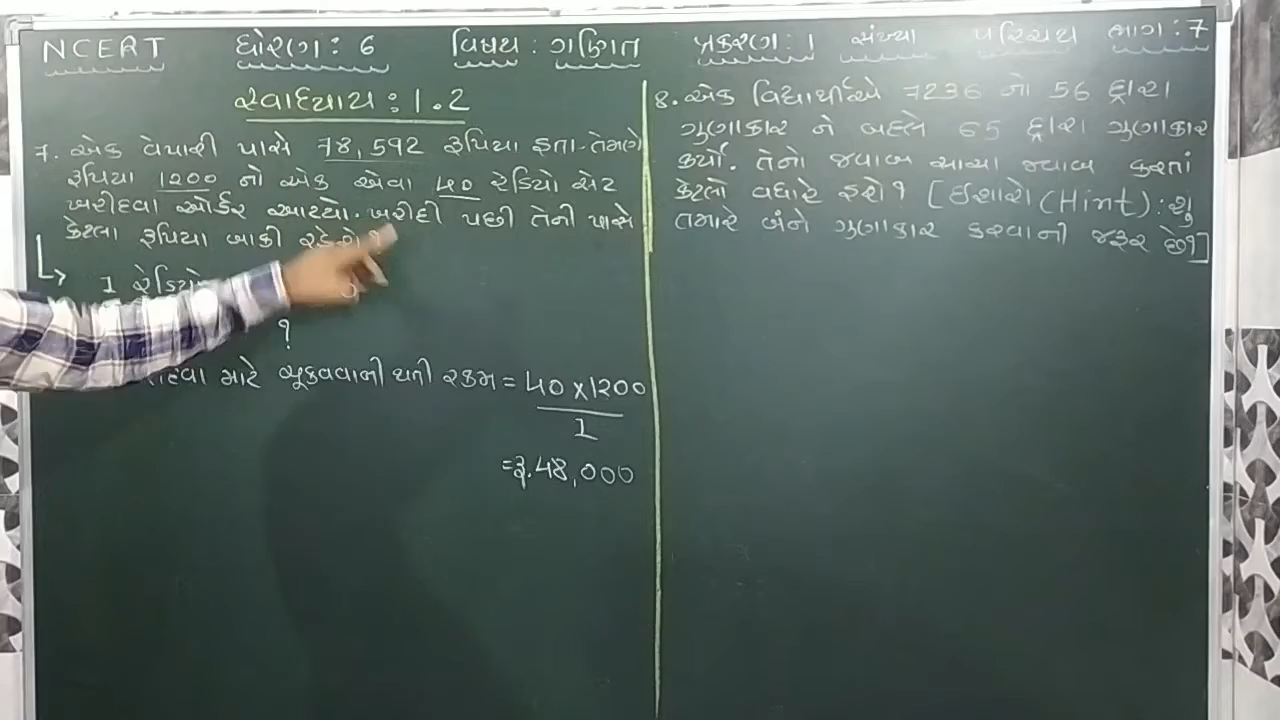 NCERT ધોરણ: 6 વિષય: ગણિત પ્રકરણ: 1 સંખ્યા પરિચય ભાગ: 7
સ્વાધ્યાય: 1.2
7. એક વેપારી પાસે 78,592 રૂપિયા હતા. તેમણે
રૂપિયા 1200 નો એક એવા 40 રેડિયો સેટ
ખરીદવા ઓર્ડર આપ્યો. ખરીદી પછી તેની પાસે
કેટલા રૂપિયા બાકી રહેશે?
1 રેડિયો
?
માટે ચૂકવવાની થતી રકમ = 40 x 1200
1
= રૂ. 48,000
8. એક વિદ્યાર્થીએ 7236 નો 56 દ્વારા
ગુણાકાર ને બદલે 65 દ્વારા ગુણાકાર
કર્યો. તેનો જવાબ સાચા જવાબ કરતાં
કેટલો વધારે હશે? [ઈશારો (Hint): શું
તમારે બંને ગુણાકાર કરવાની જરૂર છે?]